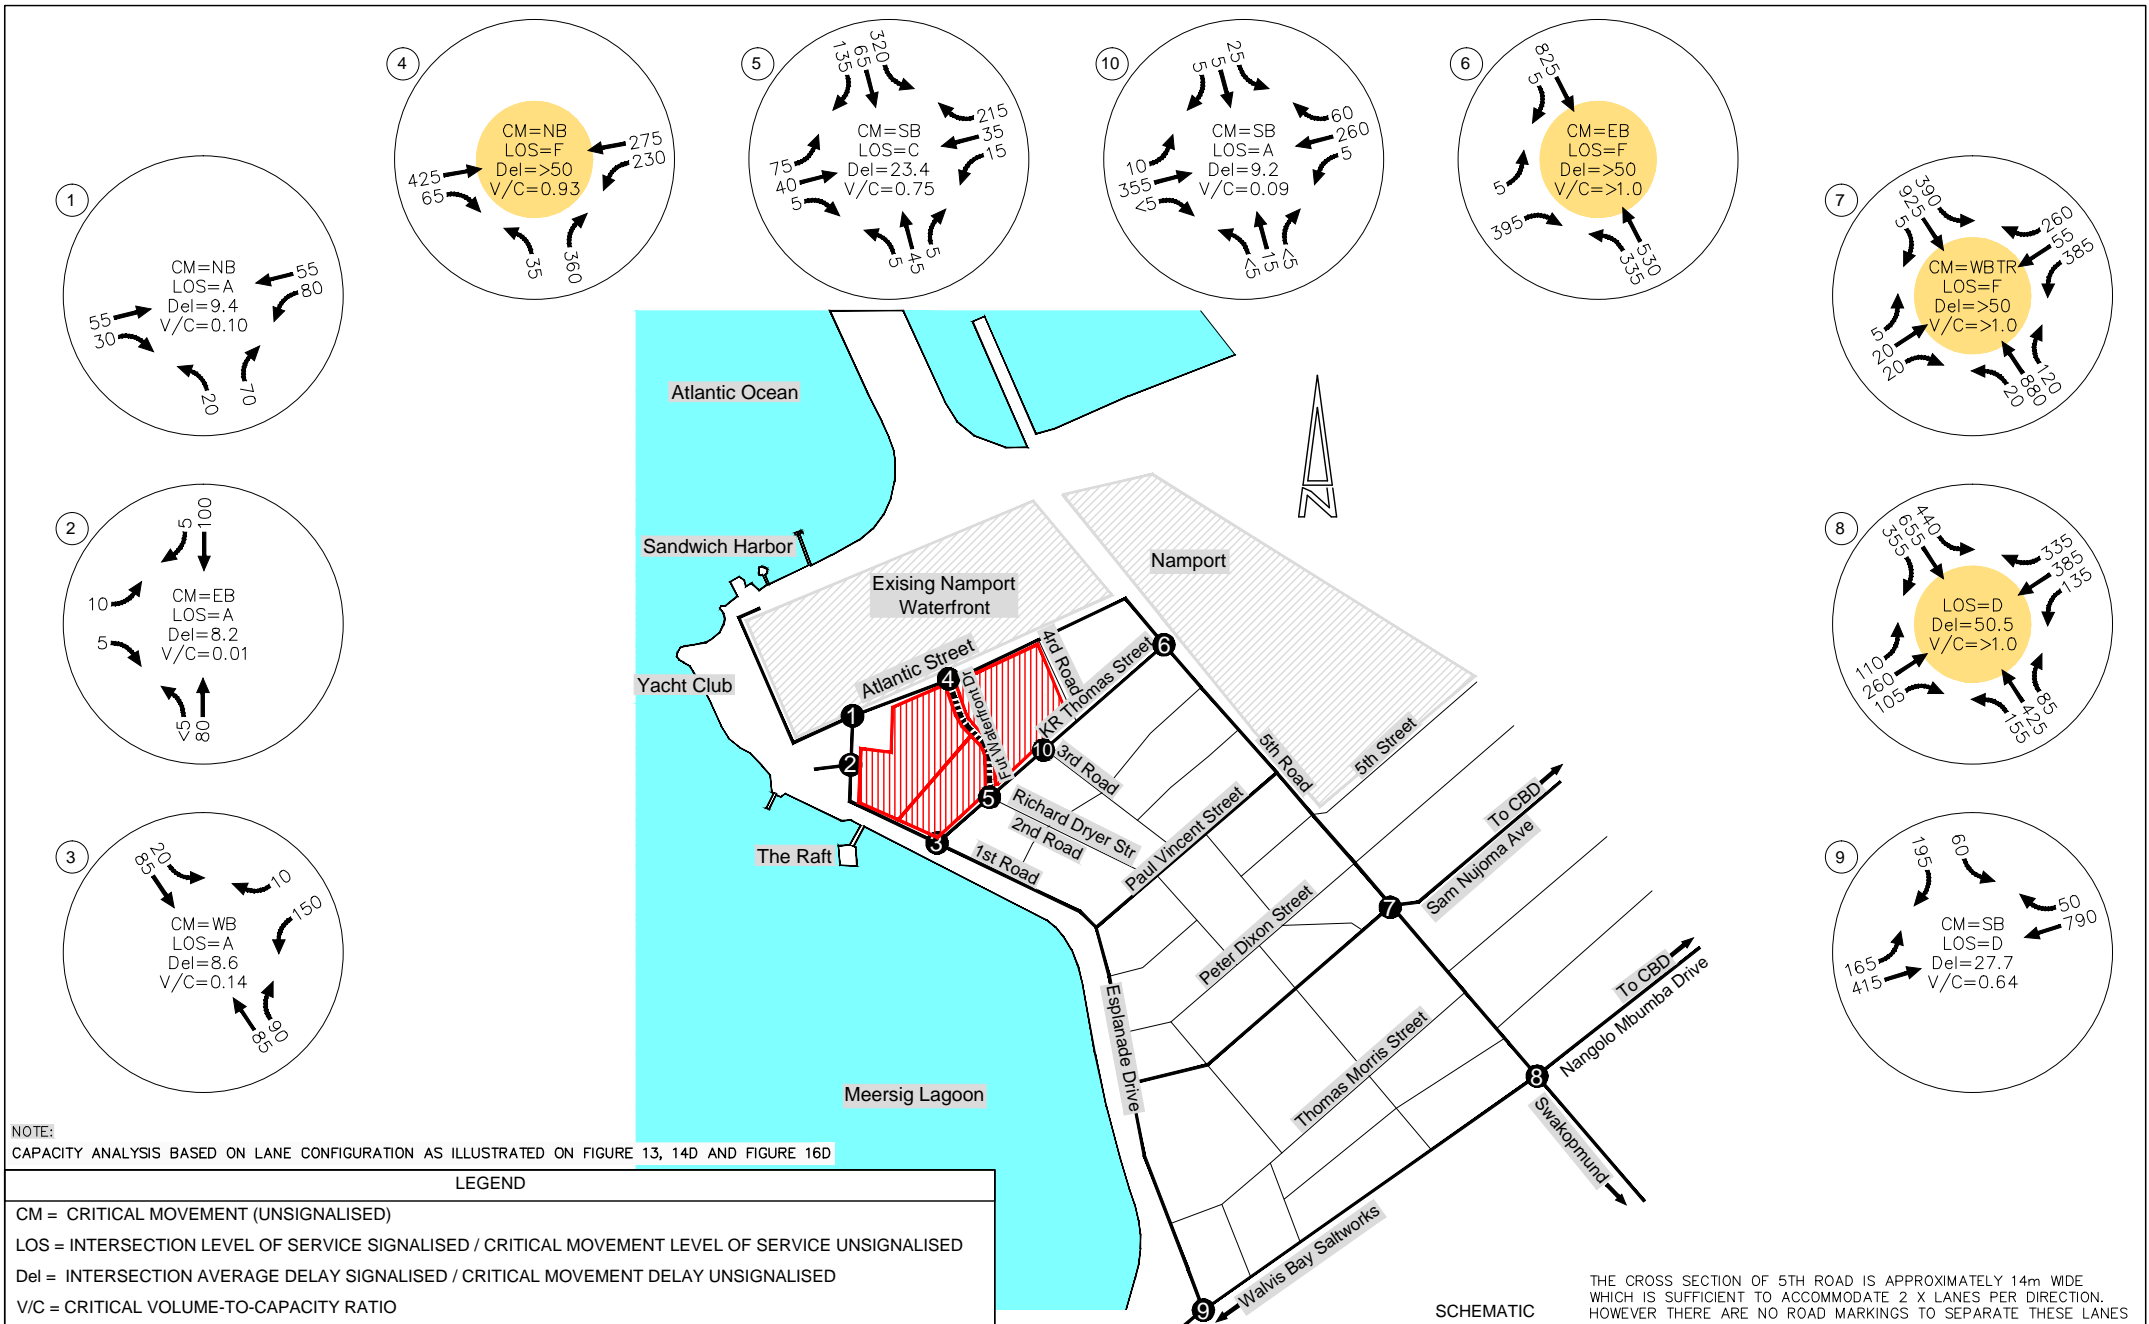 4
825
5
CM=NB
LOS=F
Del=>50
V/C=0.93
275
230
425
65
35
360
5
135
65
320
215
35
15
CM=SB
LOS=C
Del=23.4
V/C=0.75
75
40
5
5
45
5
10
5
5
25
60
260
5
CM=SB
LOS=A
Del=9.2
V/C=0.09
10
355
<5
<5
15
<5
6
CM=EB
LOS=F
Del=>50
V/C=>1.0
5
395
530
335
1
CM=NB
LOS=A
Del=9.4
V/C=0.10
55
80
55
30
20
70
7
390
925
5
260
55
385
CM=WBTR
LOS=F
Del=>50
V/C=>1.0
5
20
20
120
880
20
2
5
100
10
5
CM=EB
LOS=A
Del=8.2
V/C=0.01
<5
80
8
440
655
355
335
385
135
LOS=D
Del=50.5
V/C=>1.0
110
260
105
85
425
155
3
20
85
10
150
CM=WB
LOS=A
Del=8.6
V/C=0.14
90
85
9
195
60
50
790
CM=SB
LOS=D
Del=27.7
V/C=0.64
165
415
Atlantic Ocean
N
Sandwich Harbor
Namport
Exising Namport
Waterfront
Yacht Club
Atlantic Street
4rd Road
KR Thomas Street
Fut Waterfront Dr
6
4
1
2
10
5
3
3rd Road
Richard Dryer Str
2nd Road
1st Road
The Raft
Paul Vincent Street
5th Road
5th Street
To CBD
Sam Nujoma Ave
7
Peter Dixon Street
Esplanade Drive
Thomas Morris Street
To CBD
Nangolo Mbumba Drive
8
Swakopmund
Meersig Lagoon
Walvis Bay Saltworks
9
NOTE:
CAPACITY ANALYSIS BASED ON LANE CONFIGURATION AS ILLUSTRATED ON FIGURE 13, 14D AND FIGURE 16D
LEGEND
CM = CRITICAL MOVEMENT (UNSIGNALISED)
LOS = INTERSECTION LEVEL OF SERVICE SIGNALISED / CRITICAL MOVEMENT LEVEL OF SERVICE UNSIGNALISED
Del = INTERSECTION AVERAGE DELAY SIGNALISED / CRITICAL MOVEMENT DELAY UNSIGNALISED
V/C = CRITICAL VOLUME-TO-CAPACITY RATIO
SCHEMATIC
THE CROSS SECTION OF 5TH ROAD IS APPROXIMATELY 14m WIDE
WHICH IS SUFFICIENT TO ACCOMMODATE 2 X LANES PER DIRECTION.
HOWEVER THERE ARE NO ROAD MARKINGS TO SEPARATE THESE LANES